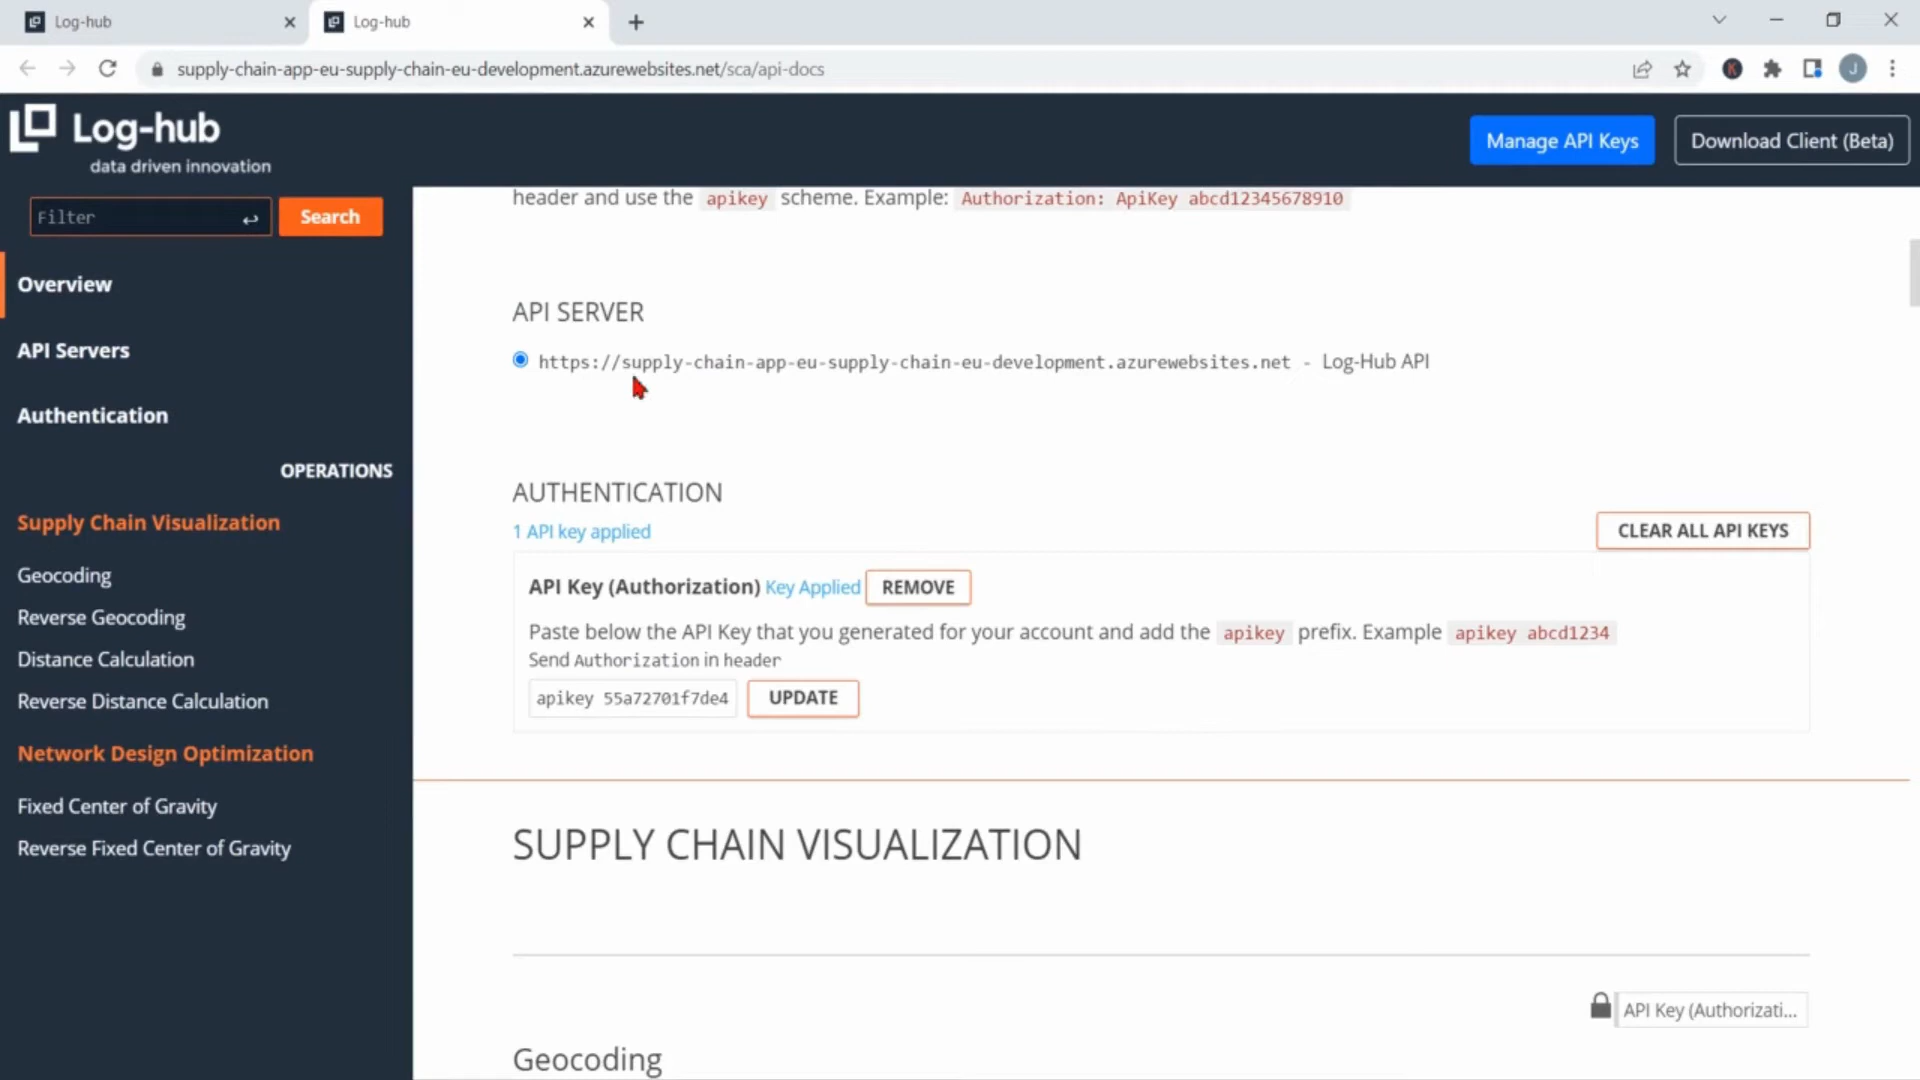 Log-hub
Log-hub
supply-chain-app-eu-supply-chain-eu-development.azurewebsites.net/sca/api-docs
K
J
Log-hub
data driven innovation
Manage API Keys
Download Client (Beta)
Filter
Search
Overview
API Servers
Authentication
OPERATIONS
Supply Chain Visualization
Geocoding
Reverse Geocoding
Distance Calculation
Reverse Distance Calculation
Network Design Optimization
Fixed Center of Gravity
Reverse Fixed Center of Gravity
header and use the apikey scheme. Example: Authorization: ApiKey abcd12345678910
API SERVER
https://supply-chain-app-eu-supply-chain-eu-development.azurewebsites.net - Log-Hub API
AUTHENTICATION
1 API key applied
CLEAR ALL API KEYS
API Key (Authorization) Key Applied REMOVE
Paste below the API Key that you generated for your account and add the apikey prefix. Example apikey abcd1234
Send Authorization in header
apikey 55a72701f7de4
UPDATE
SUPPLY CHAIN VISUALIZATION
API Key (Authorizati...
Geocoding